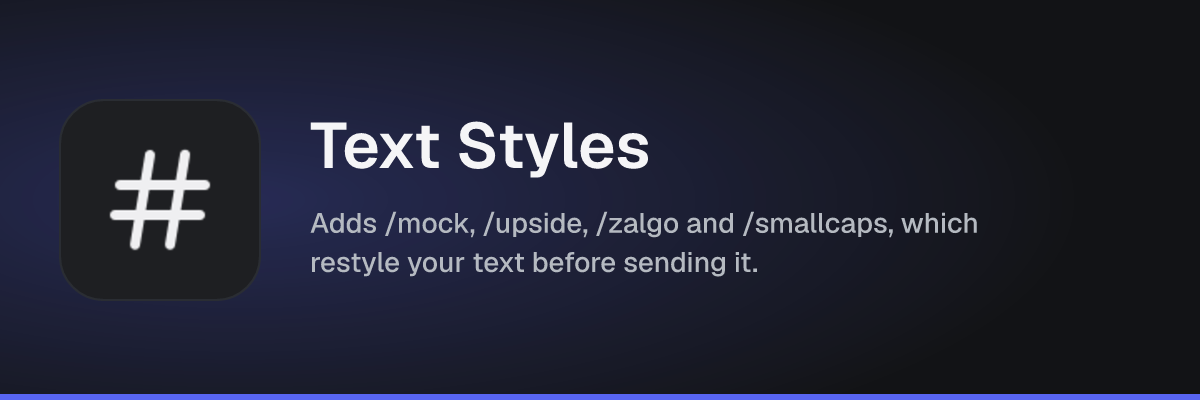 #
Text Styles
Adds /mock, /upside, /zalgo and /smallcaps, which
restyle your text before sending it.